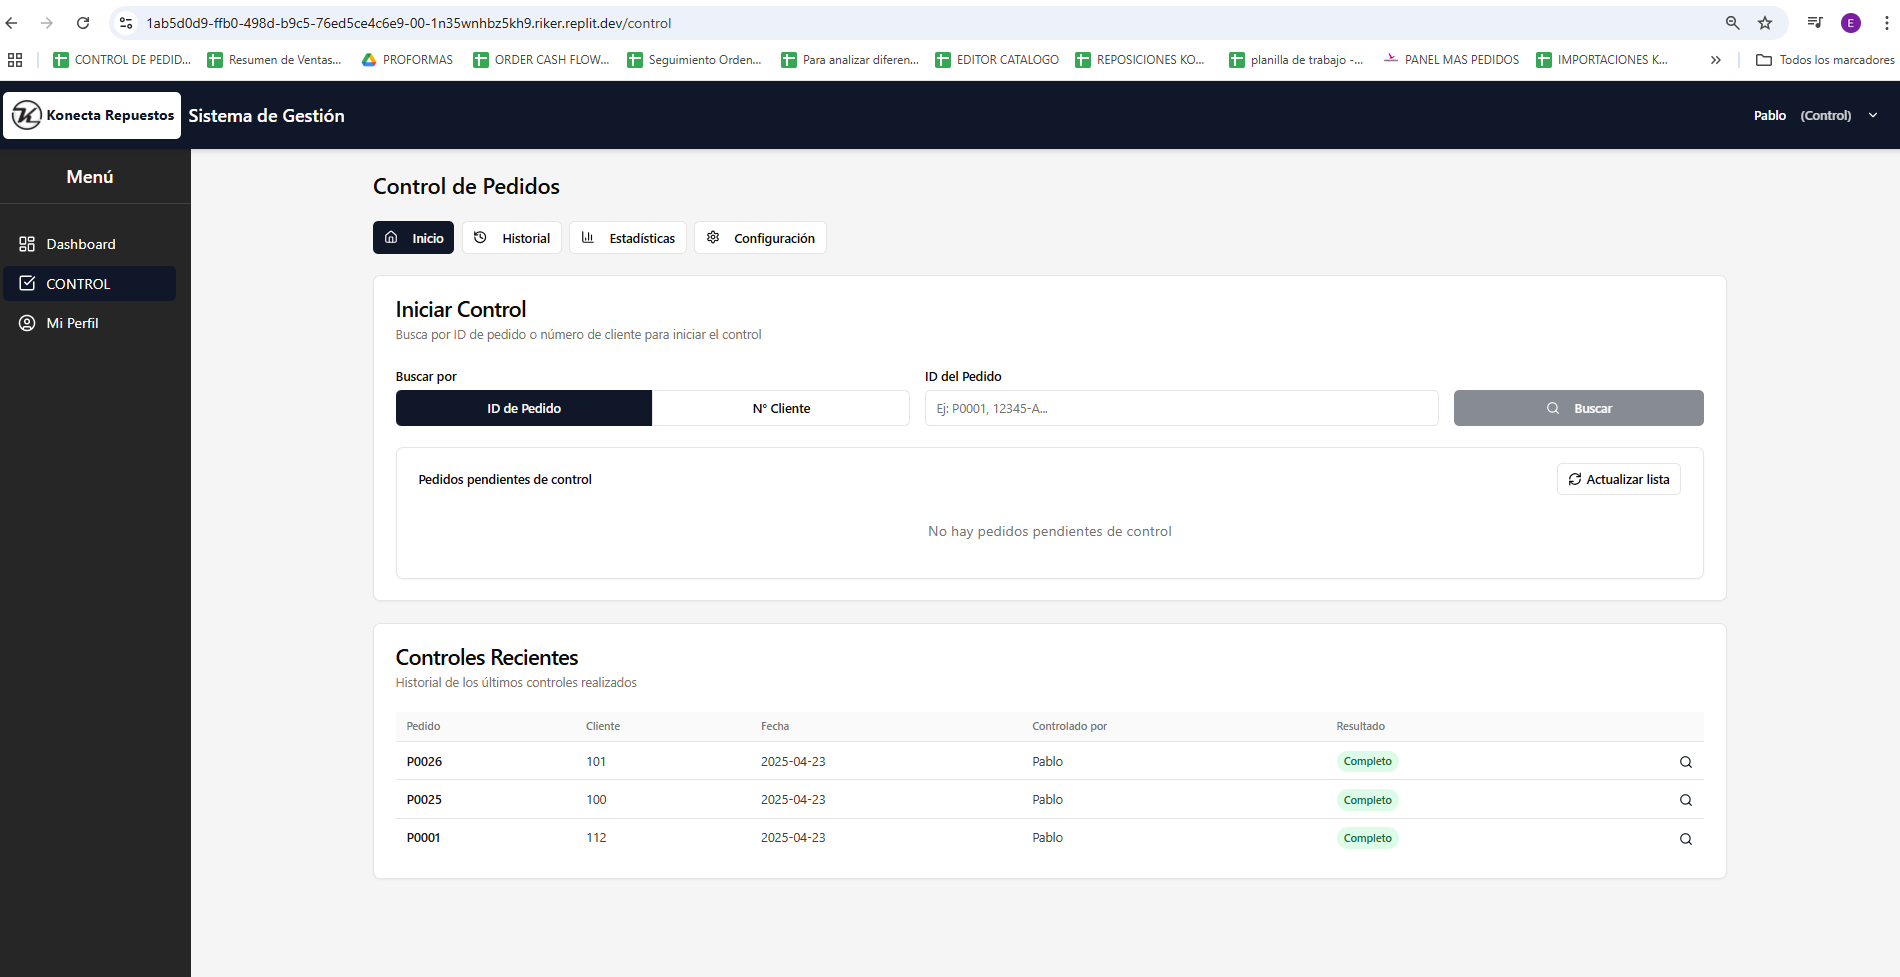 1ab5d0d9-ffb0-498d-b9c5-76ed5ce4c6e9-00-1n35wnhbz5kh9.riker.replit.dev/control
E
CONTROL DE PEDID... Resumen de Ventas... PROFORMAS ORDER CASH FLOW... Seguimiento Orden... Para analizar diferen... EDITOR CATALOGO REPOSICIONES KO... planilla de trabajo -... PANEL MAS PEDIDOS IMPORTACIONES K... » Todos los marcadores
Konecta Repuestos Sistema de Gestión Pablo (Control)
Menú
Dashboard
CONTROL
Mi Perfil
Control de Pedidos
Inicio Historial Estadísticas Configuración
Iniciar Control
Busca por ID de pedido o número de cliente para iniciar el control
Buscar por ID del Pedido
ID de Pedido N° Cliente Ej: P0001, 12345-A... Buscar
Pedidos pendientes de control Actualizar lista
No hay pedidos pendientes de control
Controles Recientes
Historial de los últimos controles realizados
Pedido Cliente Fecha Controlado por Resultado
P0026 101 2025-04-23 Pablo Completo
P0025 100 2025-04-23 Pablo Completo
P0001 112 2025-04-23 Pablo Completo